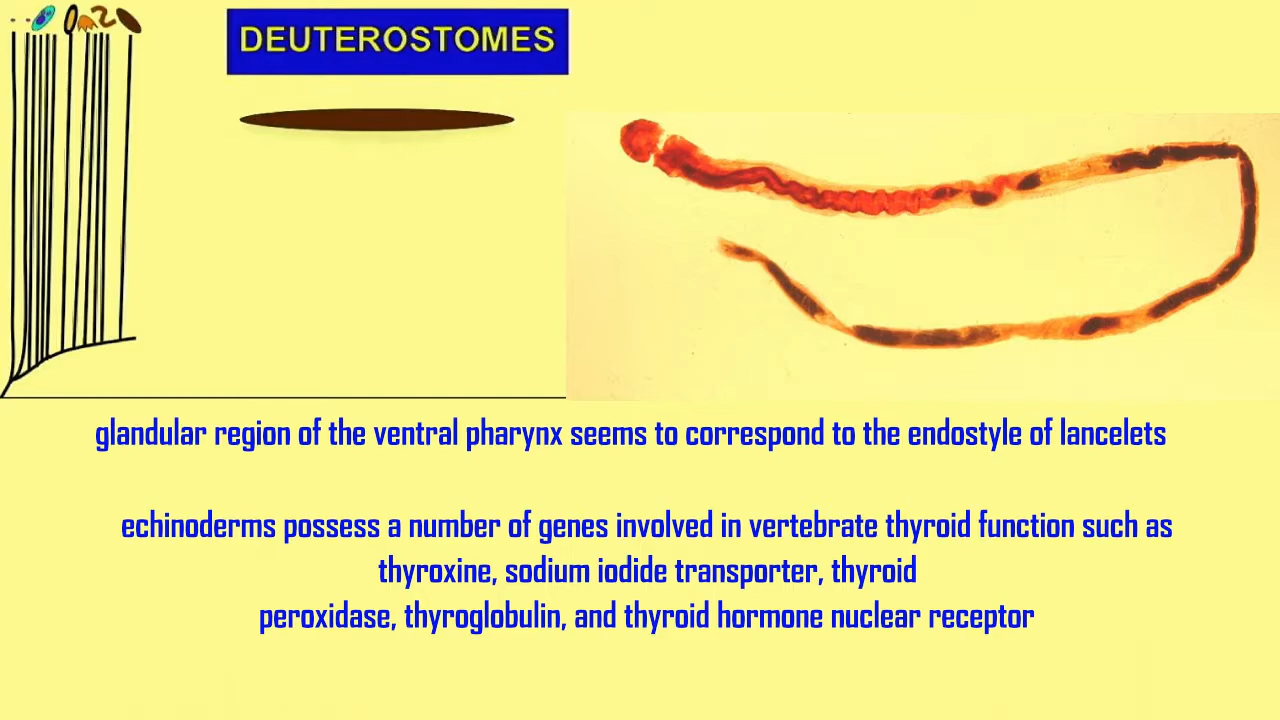 DEUTEROSTOMES
glandular region of the ventral pharynx seems to correspond to the endostyle of lancelets
echinoderms possess a number of genes involved in vertebrate thyroid function such as
thyroxine, sodium iodide transporter, thyroid
peroxidase, thyroglobulin, and thyroid hormone nuclear receptor